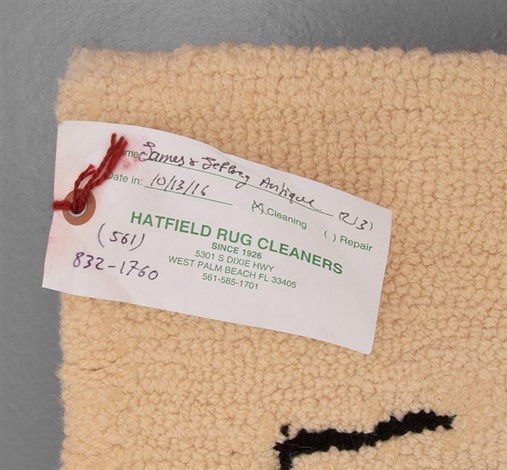 Name: James & Jeffrey Antique (213)
Date in: 10/13/16 (X) Cleaning ( ) Repair
HATFIELD RUG CLEANERS
SINCE 1926
5301 S DIXIE HWY
WEST PALM BEACH FL 33405
561-585-1701
(561)
832-1760